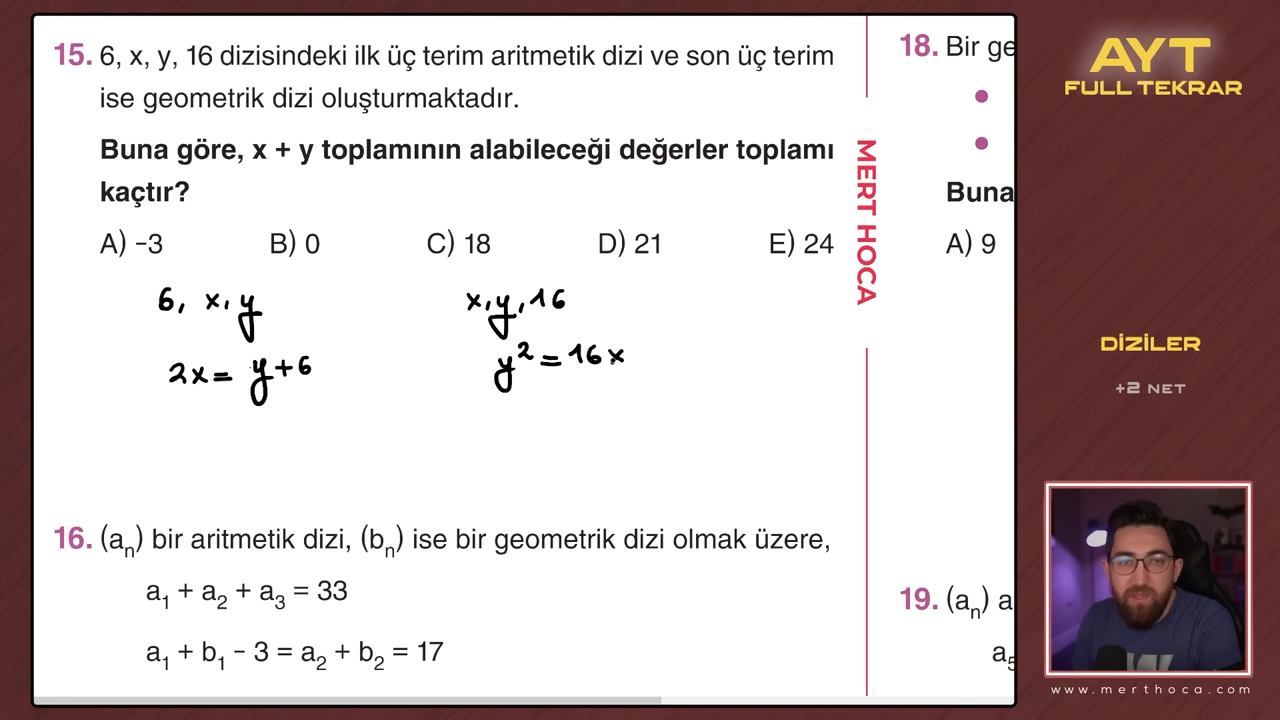 15. 6, x, y, 16 dizisindeki ilk üç terim aritmetik dizi ve son üç terim
ise geometrik dizi oluşturmaktadır.
Buna göre, x + y toplamının alabileceği değerler toplamı
kaçtır?
A) −3 B) 0 C) 18 D) 21 E) 24
6, x, y
2x = y+6
x, y, 16
y² = 16x
16. (aₙ) bir aritmetik dizi, (bₙ) ise bir geometrik dizi olmak üzere,
a₁ + a₂ + a₃ = 33
a₁ + b₁ − 3 = a₂ + b₂ = 17
MERT HOCA
18. Bir ge
Buna
A) 9
19. (aₙ) a
a₅
AYT
FULL TEKRAR
DİZİLER
+2 NET
www.merthoca.com